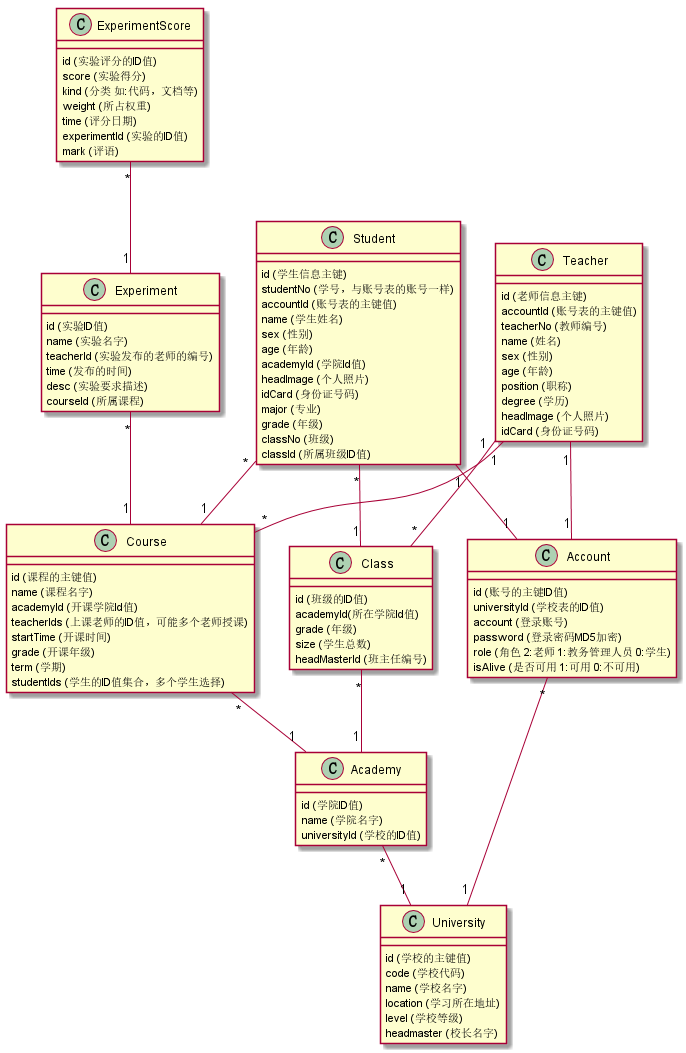 C ExperimentScore
id (实验评分的ID值)
score (实验得分)
kind (分类 如:代码，文档等)
weight (所占权重)
time (评分日期)
experimentId (实验的ID值)
mark (评语)
*
1
C Experiment
id (实验ID值)
name (实验名字)
teacherId (实验发布的老师的编号)
time (发布的时间)
desc (实验要求描述)
courseId (所属课程)
*
1
C Student
id (学生信息主键)
studentNo (学号，与账号表的账号一样)
accountId (账号表的主键值)
name (学生姓名)
sex (性别)
age (年龄)
academyId (学院Id值)
headImage (个人照片)
idCard (身份证号码)
major (专业)
grade (年级)
classNo (班级)
classId (所属班级ID值)
*
1
*
1
1
C Teacher
id (老师信息主键)
accountId (账号表的主键值)
teacherNo (教师编号)
name (姓名)
sex (性别)
age (年龄)
position (职称)
degree (学历)
headImage (个人照片)
idCard (身份证号码)
1
1
1
1
*
*
1
C Course
id (课程的主键值)
name (课程名字)
academyId (开课学院Id值)
teacherIds (上课老师的ID值，可能多个老师授课)
startTime (开课时间)
grade (开课年级)
term (学期)
studentIds (学生的ID值集合，多个学生选择)
*
1
C Class
id (班级的ID值)
academyId(所在学院Id值)
grade (年级)
size (学生总数)
headMasterId (班主任编号)
*
1
C Account
id (账号的主键ID值)
universityId (学校表的ID值)
account (登录账号)
password (登录密码MD5加密)
role (角色 2:老师 1:教务管理人员 0:学生)
isAlive (是否可用 1:可用 0:不可用)
*
1
C Academy
id (学院ID值)
name (学院名字)
universityId (学校的ID值)
*
1
C University
id (学校的主键值)
code (学校代码)
name (学校名字)
location (学习所在地址)
level (学校等级)
headmaster (校长名字)